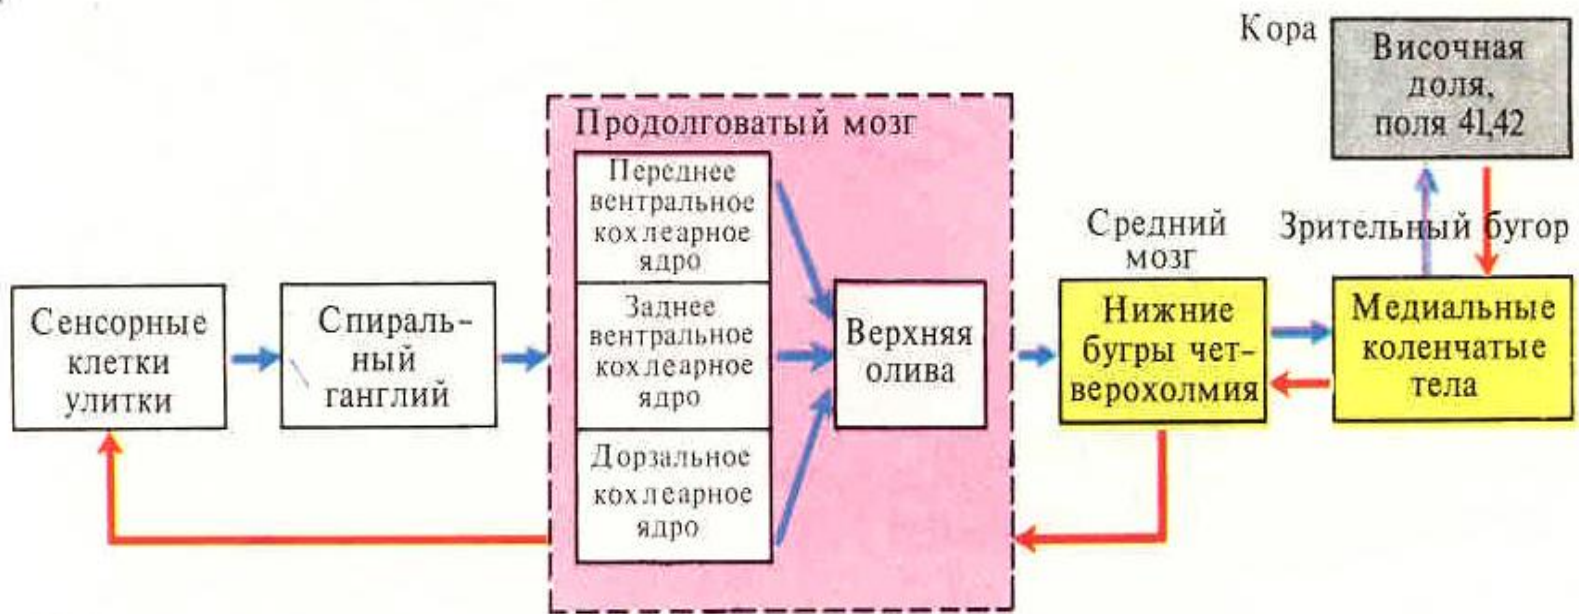 Сенсорные
клетки
улитки
Спираль-
ный
ганглий
Продолговатый мозг
Переднее
вентральное
кохлеарное
ядро
Заднее
вентральное
кохлеарное
ядро
Дорзальное
кохлеарное
ядро
Верхняя
олива
Средний
мозг
Нижние
бугры чет-
верохолмия
Зрительный бугор
Медиальные
коленчатые
тела
Кора
Височная
доля,
поля 41,42